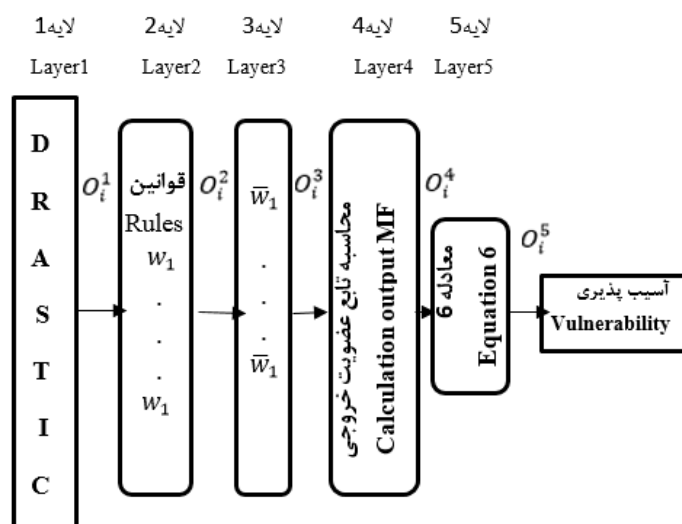 لایه1 لایه2 لایه3 لایه4 لایه5
Layer1 Layer2 Layer3 Layer4 Layer5
D
R
A
S
T
I
C
O_i^1
قوانین
Rules
w_1
.
.
.
w_1
O_i^2
w̅_1
.
.
.
w̅_1
O_i^3
محاسبه تابع عضویت خروجی
Calculation output MF
O_i^4
معادله 6
Equation 6
O_i^5
آسیب پذیری
Vulnerability